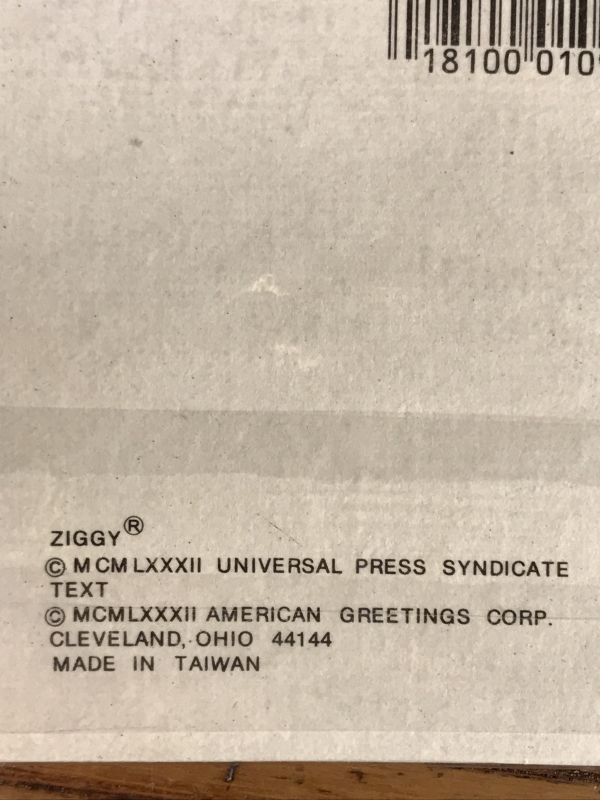 18100 010
ZIGGY®
© MCMLXXXII UNIVERSAL PRESS SYNDICATE
TEXT
© MCMLXXXII AMERICAN GREETINGS CORP.
CLEVELAND, OHIO 44144
MADE IN TAIWAN